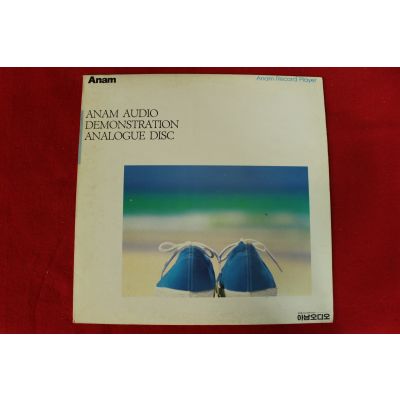 Anam
Anam Record Player
ANAM AUDIO
DEMONSTRATION
ANALOGUE DISC
아남오디오